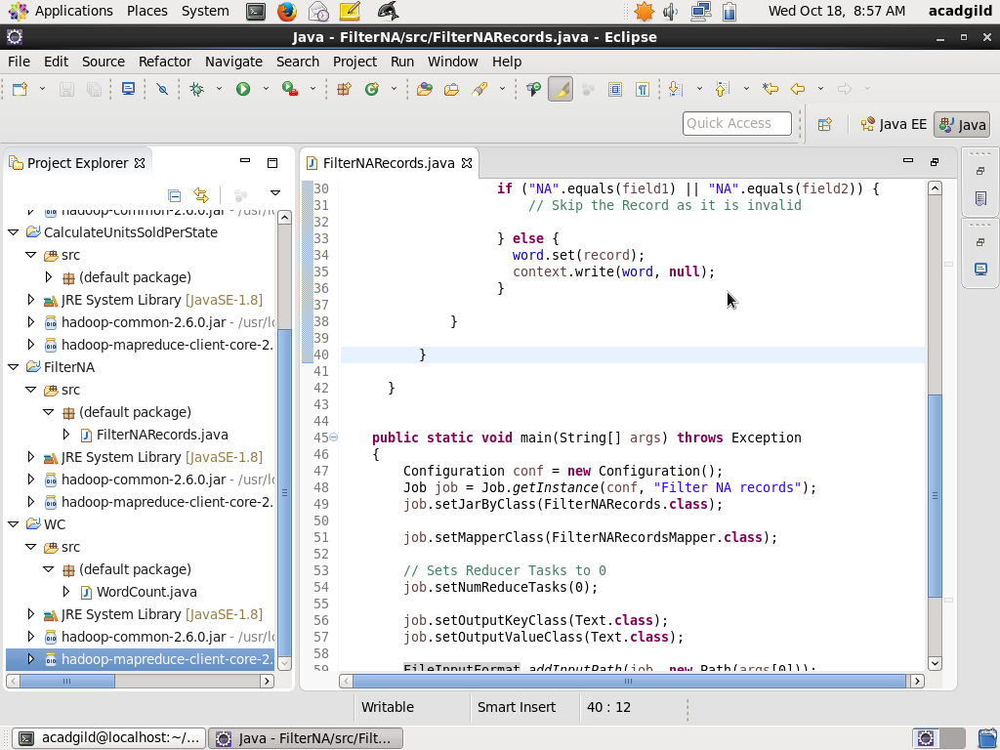 Applications Places System Wed Oct 18, 8:57 AM acadgild
Java - FilterNA/src/FilterNARecords.java - Eclipse
File Edit Source Refactor Navigate Search Project Run Window Help
Quick Access Java EE Java
Project Explorer
hadoop-common-2.6.0.jar - /usr/l
CalculateUnitsSoldPerState
src
(default package)
JRE System Library [JavaSE-1.8]
hadoop-common-2.6.0.jar - /usr/l
hadoop-mapreduce-client-core-2.
FilterNA
src
(default package)
FilterNARecords.java
JRE System Library [JavaSE-1.8]
hadoop-common-2.6.0.jar - /usr/l
hadoop-mapreduce-client-core-2.
WC
src
(default package)
WordCount.java
JRE System Library [JavaSE-1.8]
hadoop-common-2.6.0.jar - /usr/l
hadoop-mapreduce-client-core-2.
FilterNARecords.java
30 if ("NA".equals(field1) || "NA".equals(field2)) {
31 // Skip the Record as it is invalid
32
33 } else {
34 word.set(record);
35 context.write(word, null);
36 }
37
38 }
39
40 }
41
42 }
43
44
45 public static void main(String[] args) throws Exception
46 {
47 Configuration conf = new Configuration();
48 Job job = Job.getInstance(conf, "Filter NA records");
49 job.setJarByClass(FilterNARecords.class);
50
51 job.setMapperClass(FilterNARecordsMapper.class);
52
53 // Sets Reducer Tasks to 0
54 job.setNumReduceTasks(0);
55
56 job.setOutputKeyClass(Text.class);
57 job.setOutputValueClass(Text.class);
58
59 FileInputFormat.addInputPath(job, new Path(args[0]));
Writable Smart Insert 40 : 12
acadgild@localhost:~/... Java - FilterNA/src/Filt...